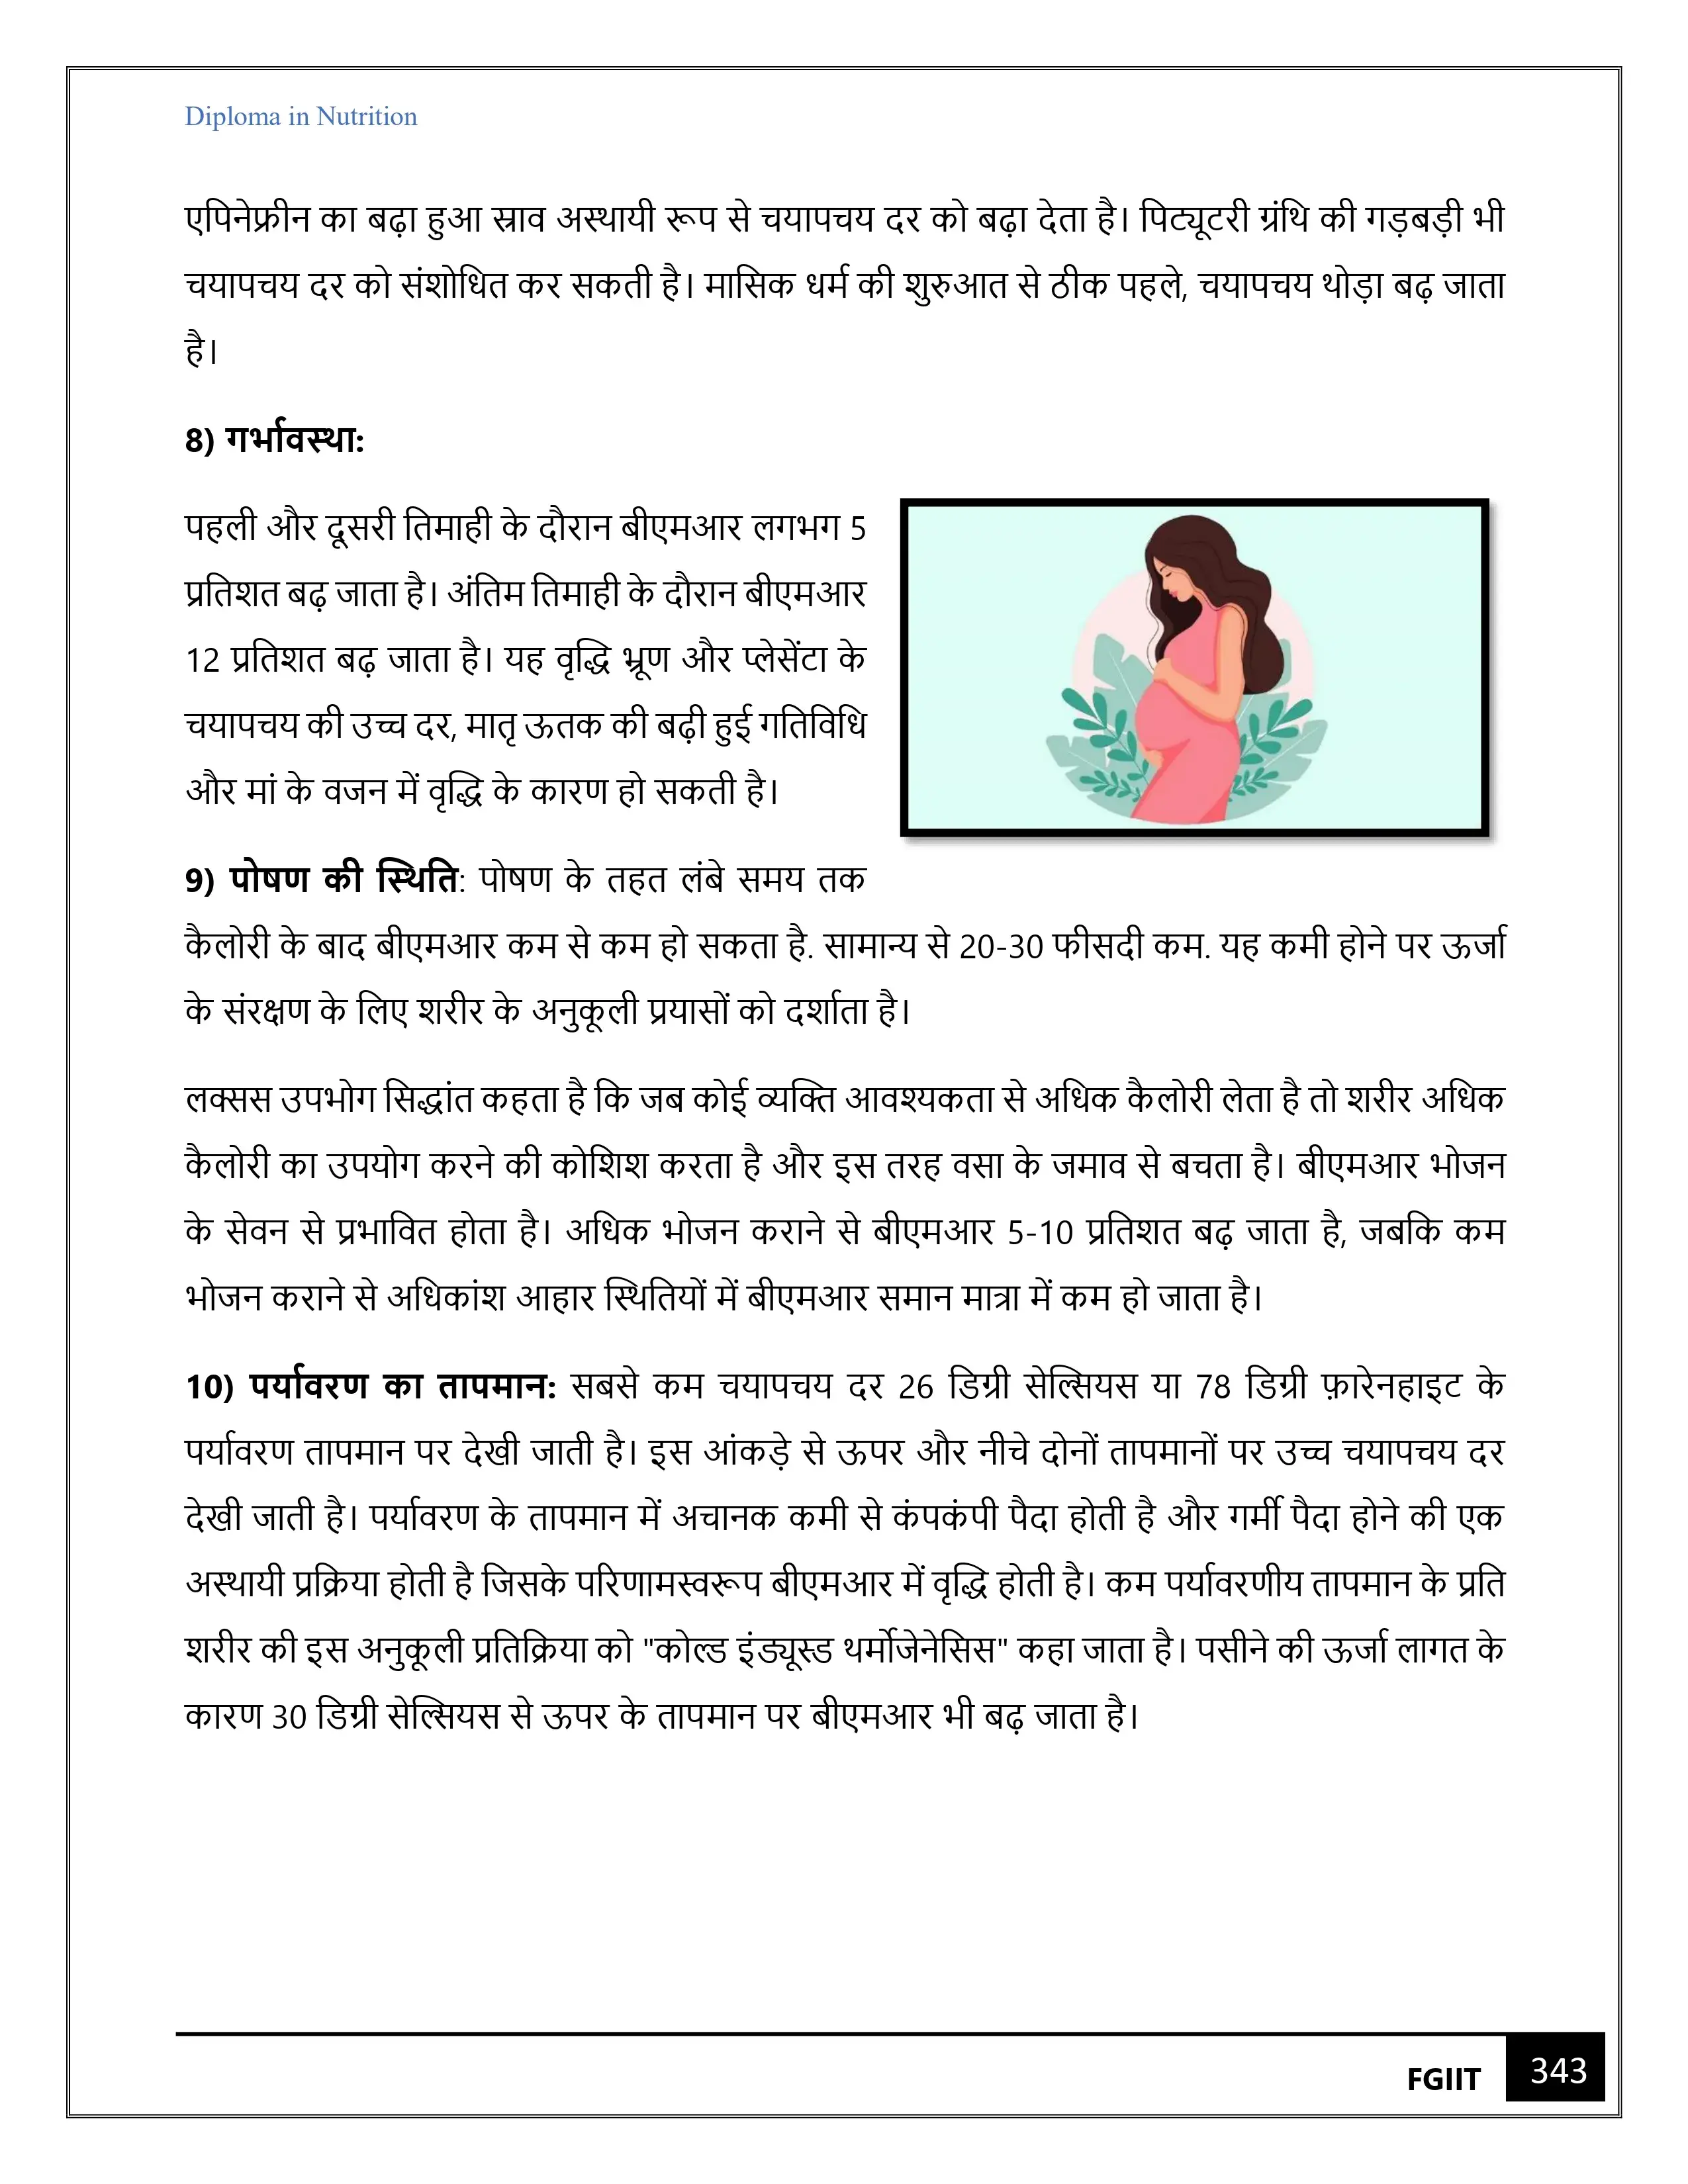 Diploma in Nutrition
एपिनेफ्रीन का बढ़ा हुआ स्राव अस्थायी रूप से चयापचय दर को बढ़ा देता है। पिट्यूटरी ग्रंथि की गड़बड़ी भी
चयापचय दर को संशोधित कर सकती है। मासिक धर्म की शुरुआत से ठीक पहले, चयापचय थोड़ा बढ़ जाता
है।
8) गर्भावस्था:
पहली और दूसरी तिमाही के दौरान बीएमआर लगभग 5
प्रतिशत बढ़ जाता है। अंतिम तिमाही के दौरान बीएमआर
12 प्रतिशत बढ़ जाता है। यह वृद्धि भ्रूण और प्लेसेंटा के
चयापचय की उच्च दर, मातृ ऊतक की बढ़ी हुई गतिविधि
और मां के वजन में वृद्धि के कारण हो सकती है।
9) पोषण की स्थिति: पोषण के तहत लंबे समय तक
कैलोरी के बाद बीएमआर कम से कम हो सकता है. सामान्य से 20-30 फीसदी कम. यह कमी होने पर ऊर्जा
के संरक्षण के लिए शरीर के अनुकूली प्रयासों को दर्शाता है।
लक्सस उपभोग सिद्धांत कहता है कि जब कोई व्यक्ति आवश्यकता से अधिक कैलोरी लेता है तो शरीर अधिक
कैलोरी का उपयोग करने की कोशिश करता है और इस तरह वसा के जमाव से बचता है। बीएमआर भोजन
के सेवन से प्रभावित होता है। अधिक भोजन कराने से बीएमआर 5-10 प्रतिशत बढ़ जाता है, जबकि कम
भोजन कराने से अधिकांश आहार स्थितियों में बीएमआर समान मात्रा में कम हो जाता है।
10) पर्यावरण का तापमान: सबसे कम चयापचय दर 26 डिग्री सेल्सियस या 78 डिग्री फ़ारेनहाइट के
पर्यावरण तापमान पर देखी जाती है। इस आंकड़े से ऊपर और नीचे दोनों तापमानों पर उच्च चयापचय दर
देखी जाती है। पर्यावरण के तापमान में अचानक कमी से कंपकंपी पैदा होती है और गर्मी पैदा होने की एक
अस्थायी प्रक्रिया होती है जिसके परिणामस्वरूप बीएमआर में वृद्धि होती है। कम पर्यावरणीय तापमान के प्रति
शरीर की इस अनुकूली प्रतिक्रिया को "कोल्ड इंड्यूस्ड थर्मोजेनेसिस" कहा जाता है। पसीने की ऊर्जा लागत के
कारण 30 डिग्री सेल्सियस से ऊपर के तापमान पर बीएमआर भी बढ़ जाता है।
FGIIT 343